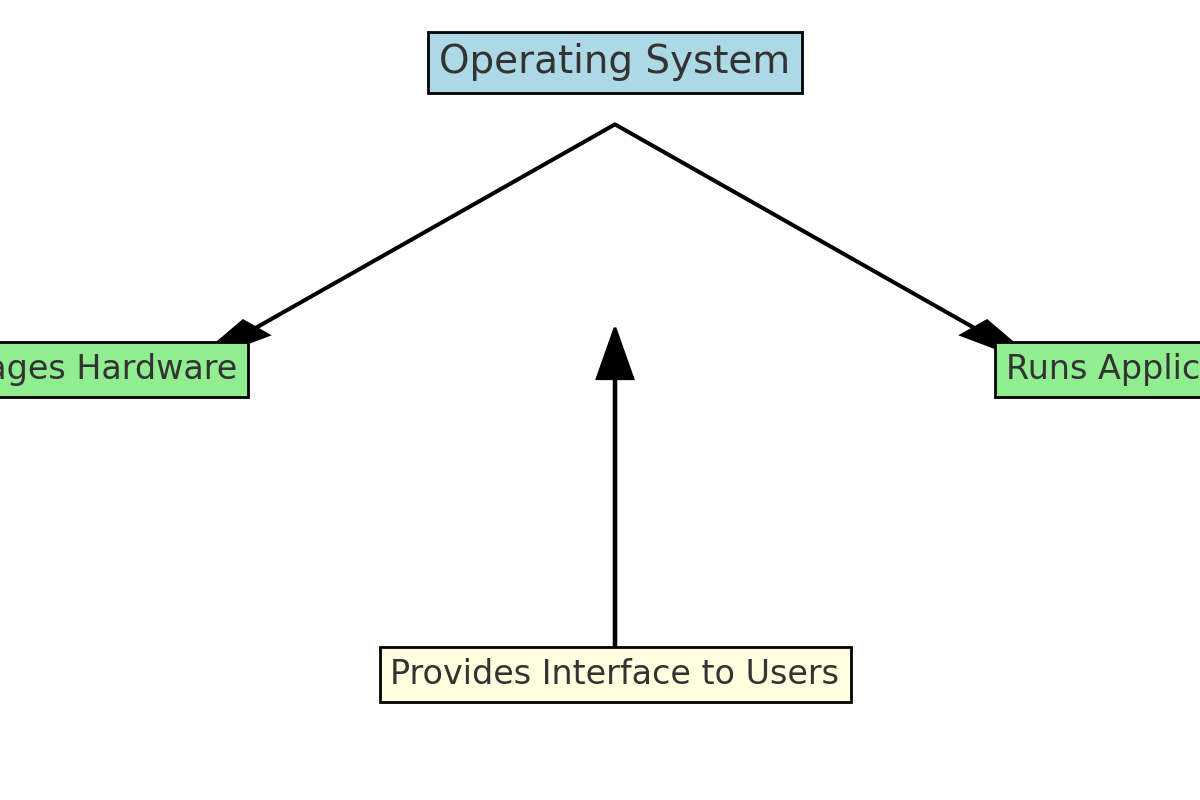 Operating System
ages Hardware
Runs Applic
Provides Interface to Users